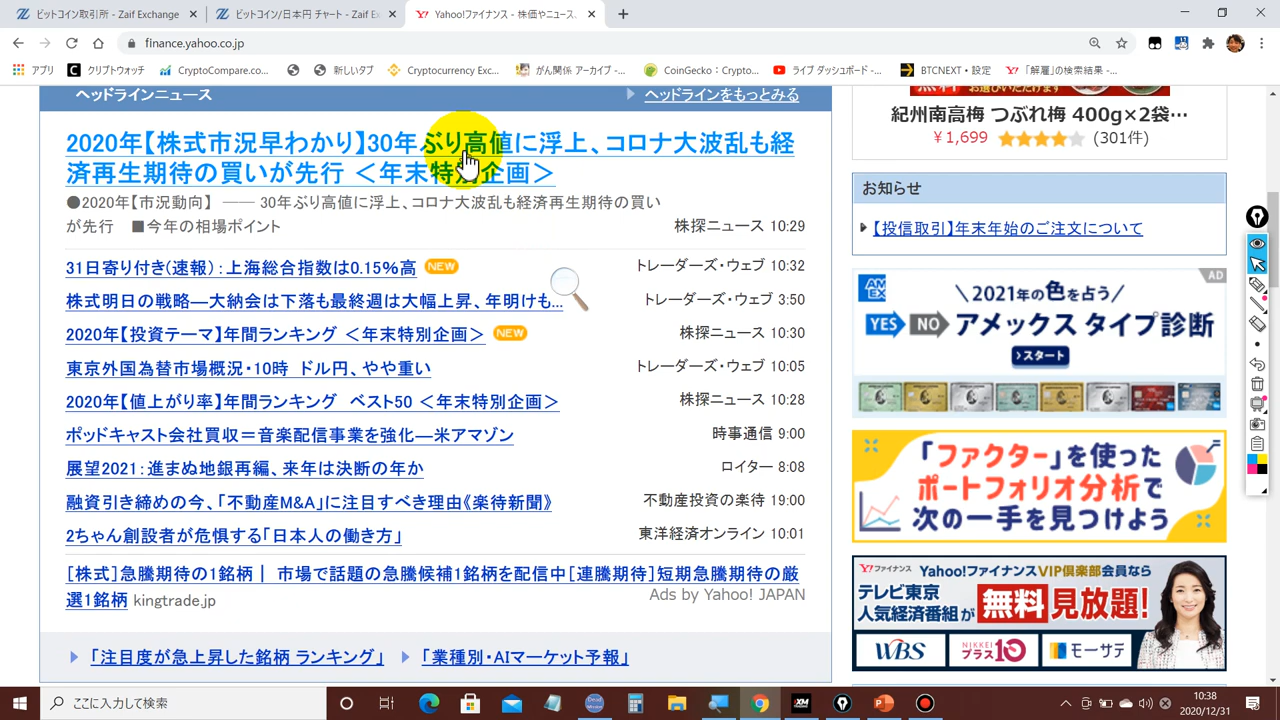 ビットコイン取引所 - Zaif Exchange
ビットコイン/日本円 チャート - Zaif Ex
Yahoo!ファイナンス - 株価やニュース、
finance.yahoo.co.jp
アプリ
クリプトウォッチ
CryptoCompare.co...
新しいタブ
Cryptocurrency Exc...
がん関係 アーカイブ -...
CoinGecko : Cryptο...
ライブ ダッシュボード -...
BTCNEXT・設定
「解雇」の検索結果 -...
ヘッドラインニュース
ヘッドラインをもっとみる
2020年【株式市況早わかり】30年ぶり高値に浮上、コロナ大波乱も経
済再生期待の買いが先行 ＜年末特別企画＞
●2020年【市況動向】 ―― 30年ぶり高値に浮上、コロナ大波乱も経済再生期待の買い
が先行 ■今年の相場ポイント
株探ニュース 10:29
31日寄り付き(速報)：上海総合指数は0.15％高 NEW
トレーダーズ・ウェブ 10:32
株式明日の戦略―大納会は下落も最終週は大幅上昇、年明けも...
トレーダーズ・ウェブ 3:50
2020年【投資テーマ】年間ランキング ＜年末特別企画＞ NEW
株探ニュース 10:30
東京外国為替市場概況・10時 ドル円、やや重い
トレーダーズ・ウェブ 10:05
2020年【値上がり率】年間ランキング ベスト50 ＜年末特別企画＞
株探ニュース 10:28
ポッドキャスト会社買収＝音楽配信事業を強化―米アマゾン
時事通信 9:00
展望2021：進まぬ地銀再編、来年は決断の年か
ロイター 8:08
融資引き締めの今、「不動産M&A」に注目すべき理由《楽待新聞》
不動産投資の楽待 19:00
2ちゃん創設者が危惧する「日本人の働き方」
東洋経済オンライン 10:01
［株式］急騰期待の1銘柄｜ 市場で話題の急騰候補1銘柄を配信中［連騰期待］短期急騰期待の厳
選1銘柄 kingtrade.jp
Ads by Yahoo! JAPAN
「注目度が急上昇した銘柄 ランキング」
「業種別・AIマーケット予報」
紀州南高梅 つぶれ梅 400g×2袋…
￥1,699
(301件)
お知らせ
【投信取引】年末年始のご注文について
AD
AM
EX
＼2021年の色を占う／
YES NO アメックス タイプ診断
スタート
「ファクター」を使った
ポートフォリオ分析で
次の一手を見つけよう
Y!ファイナンス Yahoo!ファイナンスVIP倶楽部会員なら
テレビ東京
人気経済番組が 無料 見放題!
WBS
NIKKEI
プラス10
モーサテ
ここに入力して検索
10:38
2020/12/31